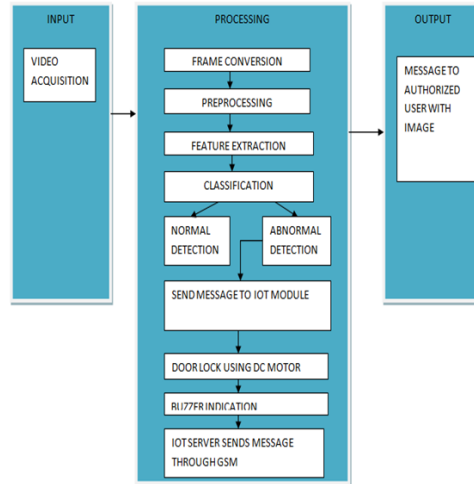 INPUT
VIDEO
ACQUISITION
PROCESSING
FRAME CONVERSION
PREPROCESSING
FEATURE EXTRACTION
CLASSIFICATION
NORMAL
DETECTION
ABNORMAL
DETECTION
SEND MESSAGE TO IOT MODULE
DOOR LOCK USING DC MOTOR
BUZZER INDICATION
IOT SERVER SENDS MESSAGE
THROUGH GSM
OUTPUT
MESSAGE TO
AUTHORIZED
USER WITH
IMAGE